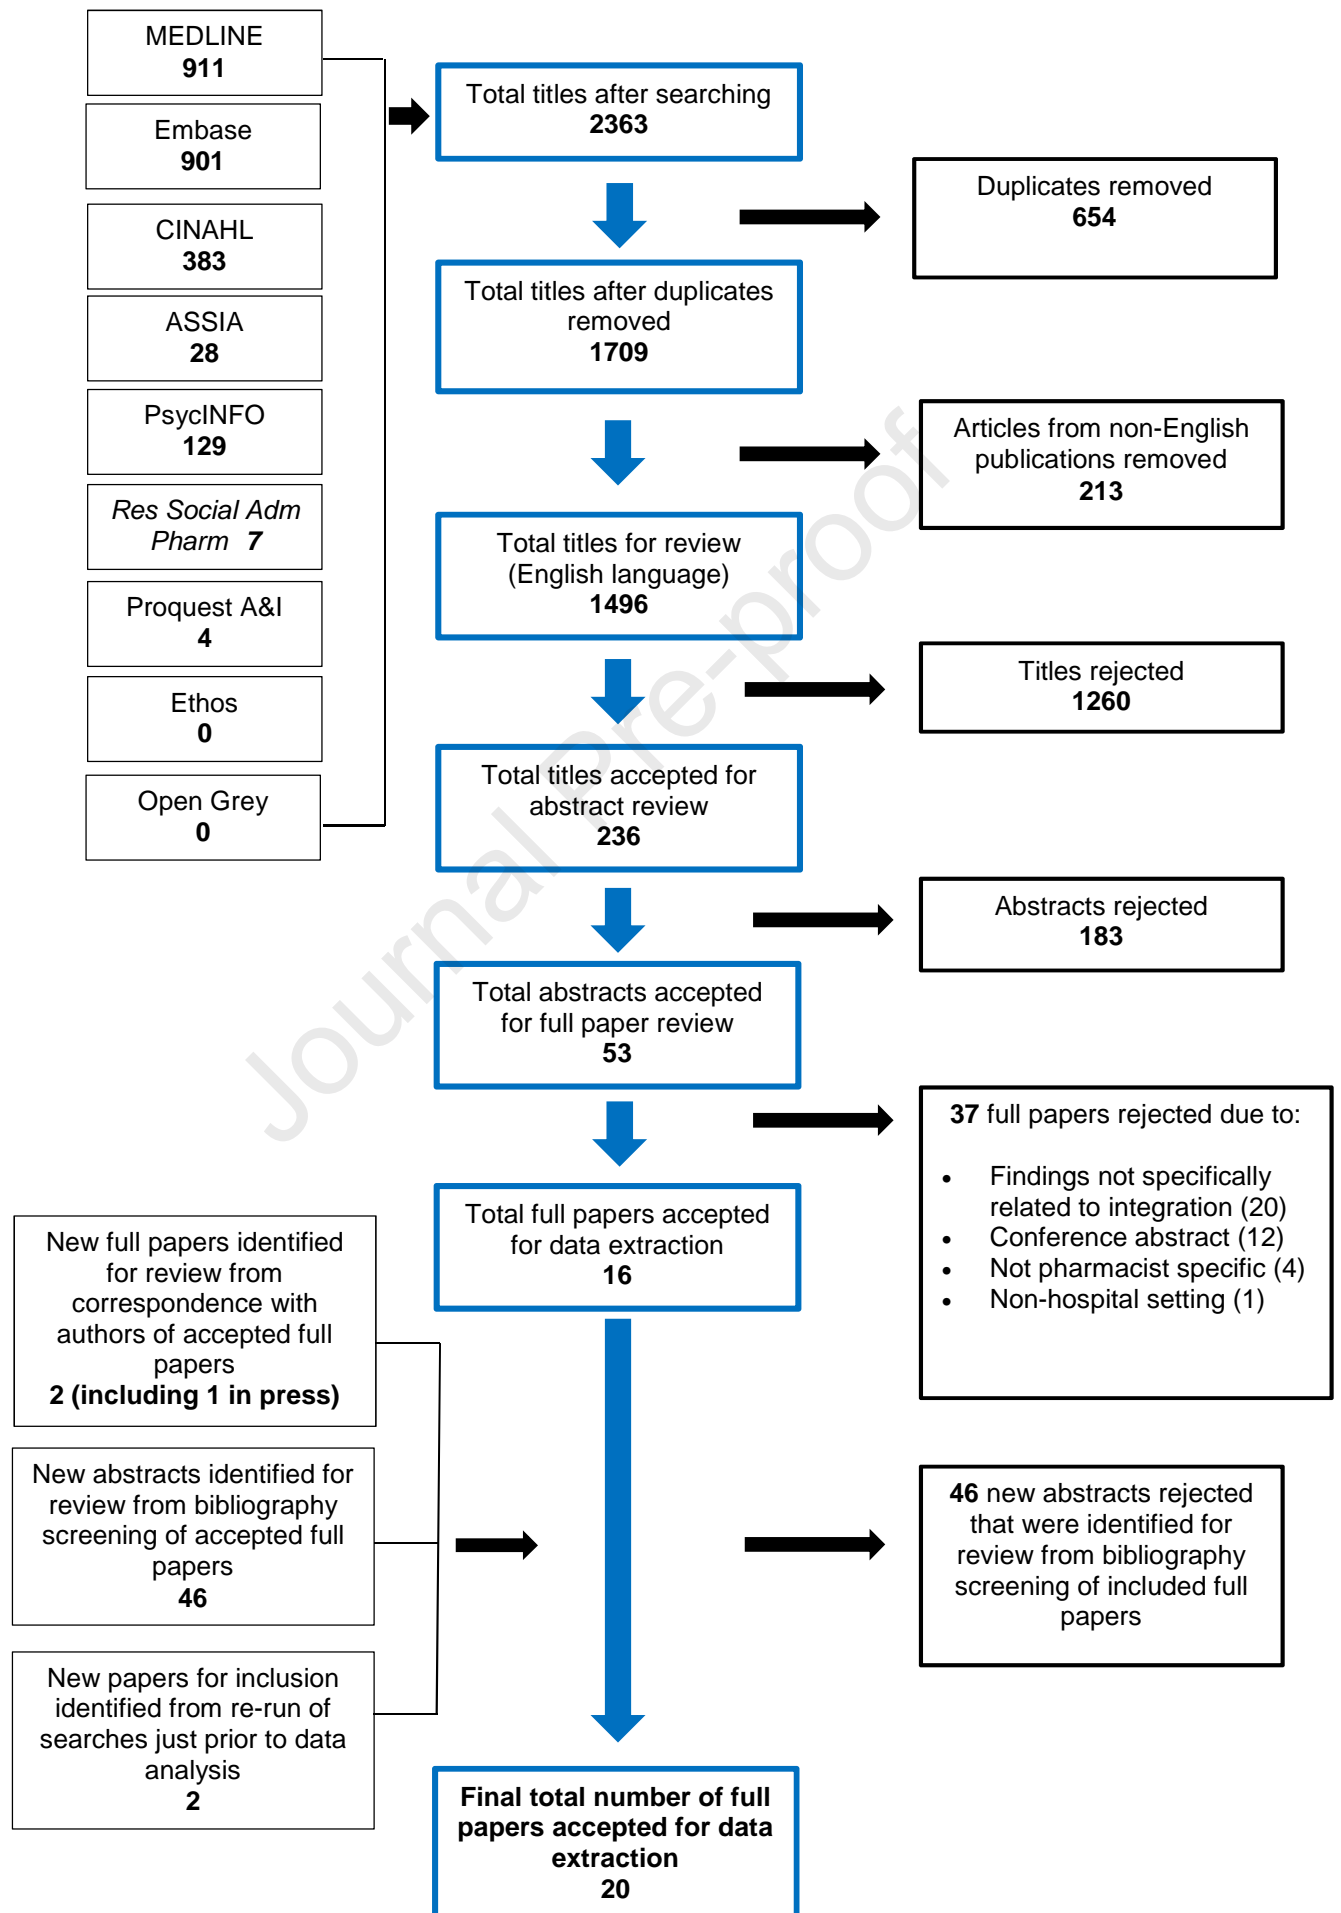 MEDLINE
911
Embase
901
CINAHL
383
ASSIA
28
PsycINFO
129
Res Social Adm
Pharm 7
Proquest A&I
4
Ethos
0
Open Grey
0
Total titles after searching
2363
Duplicates removed
654
Total titles after duplicates
removed
1709
Articles from non-English
publications removed
213
Total titles for review
(English language)
1496
Titles rejected
1260
Total titles accepted for
abstract review
236
Abstracts rejected
183
Total abstracts accepted
for full paper review
53
37 full papers rejected due to:
• Findings not specifically
related to integration (20)
• Conference abstract (12)
• Not pharmacist specific (4)
• Non-hospital setting (1)
Total full papers accepted
for data extraction
16
New full papers identified
for review from
correspondence with
authors of accepted full
papers
2 (including 1 in press)
New abstracts identified for
review from bibliography
screening of accepted full
papers
46
New papers for inclusion
identified from re-run of
searches just prior to data
analysis
2
46 new abstracts rejected
that were identified for
review from bibliography
screening of included full
papers
Final total number of full
papers accepted for data
extraction
20
Journal Pre-proof